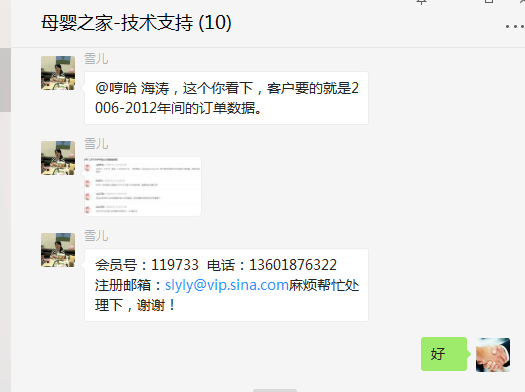 母婴之家-技术支持 (10)
雪儿
@哼哈 海涛，这个你看下，客户要的就是2
006-2012年间的订单数据。
雪儿
雪儿
会员号：119733 电话：13601876322
注册邮箱：slyly@vip.sina.com麻烦帮忙处
理下，谢谢！
好